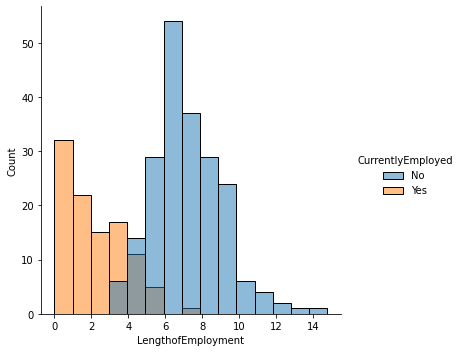 50
40
30
20
10
0
Count
0 2 4 6 8 10 12 14
LengthofEmployment
CurrentlyEmployed
No
Yes